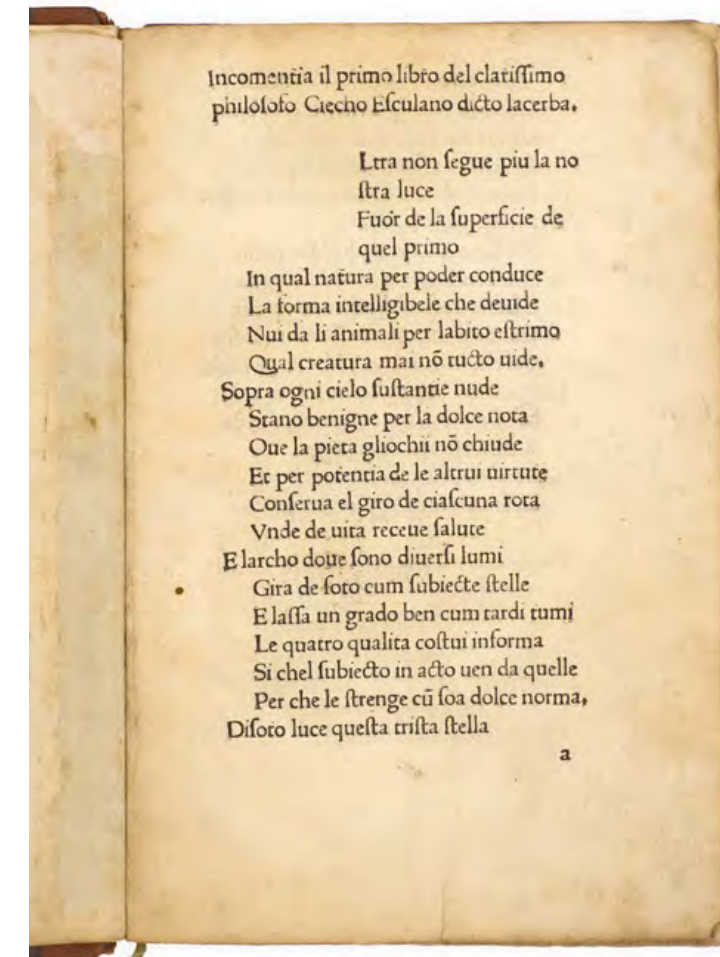 Incomentia il primo libro del clarissimo
philosofo Ciecho Esculano dicto lacerba.
Ltra non segue piu la no
stra luce
Fuor de la superficie de
quel primo
In qual natura per poder conduce
La forma intelligibele che deuide
Nui da li animali per labito estrimo
Qual creatura mai nõ tucto uide.
Sopra ogni cielo sustantie nude
Stano benigne per la dolce nota
Oue la pieta gliochii nõ chiude
Et per potentia de le altrui uirtute
Conserua el giro de ciascuna rota
Vnde de uita receue salute
E larcho doue sono diuersi lumi
Gira de soto cum subiecte stelle
E lassa un grado ben cum tardi tumi
Le quatro qualita costui informa
Si chel subiecto in acto uen da quelle
Per che le strenge cũ soa dolce norma.
Disoto luce questa trista stella
a